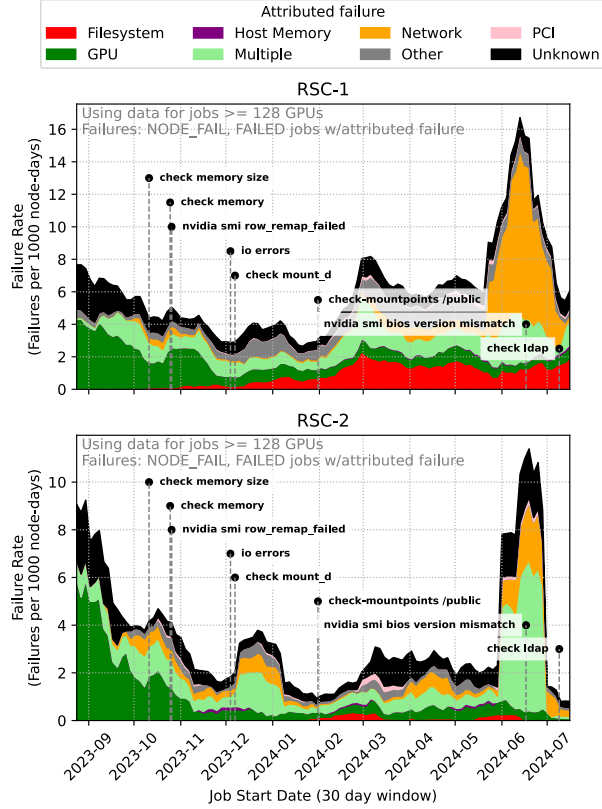 Attributed failure
Filesystem
Host Memory
Network
PCI
GPU
Multiple
Other
Unknown
RSC-1
Using data for jobs >= 128 GPUs
Failures: NODE_FAIL, FAILED jobs w/attributed failure
Failure Rate
(Failures per 1000 node-days)
16
14
12
10
8
6
4
2
0
check memory size
check memory
nvidia smi row_remap_failed
io errors
check mount_d
check-mountpoints /public
nvidia smi bios version mismatch
check ldap
RSC-2
Using data for jobs >= 128 GPUs
Failures: NODE_FAIL, FAILED jobs w/attributed failure
Failure Rate
(Failures per 1000 node-days)
10
8
6
4
2
0
check memory size
check memory
nvidia smi row_remap_failed
io errors
check mount_d
check-mountpoints /public
nvidia smi bios version mismatch
check ldap
2023-09
2023-10
2023-11
2023-12
2024-01
2024-02
2024-03
2024-04
2024-05
2024-06
2024-07
Job Start Date (30 day window)